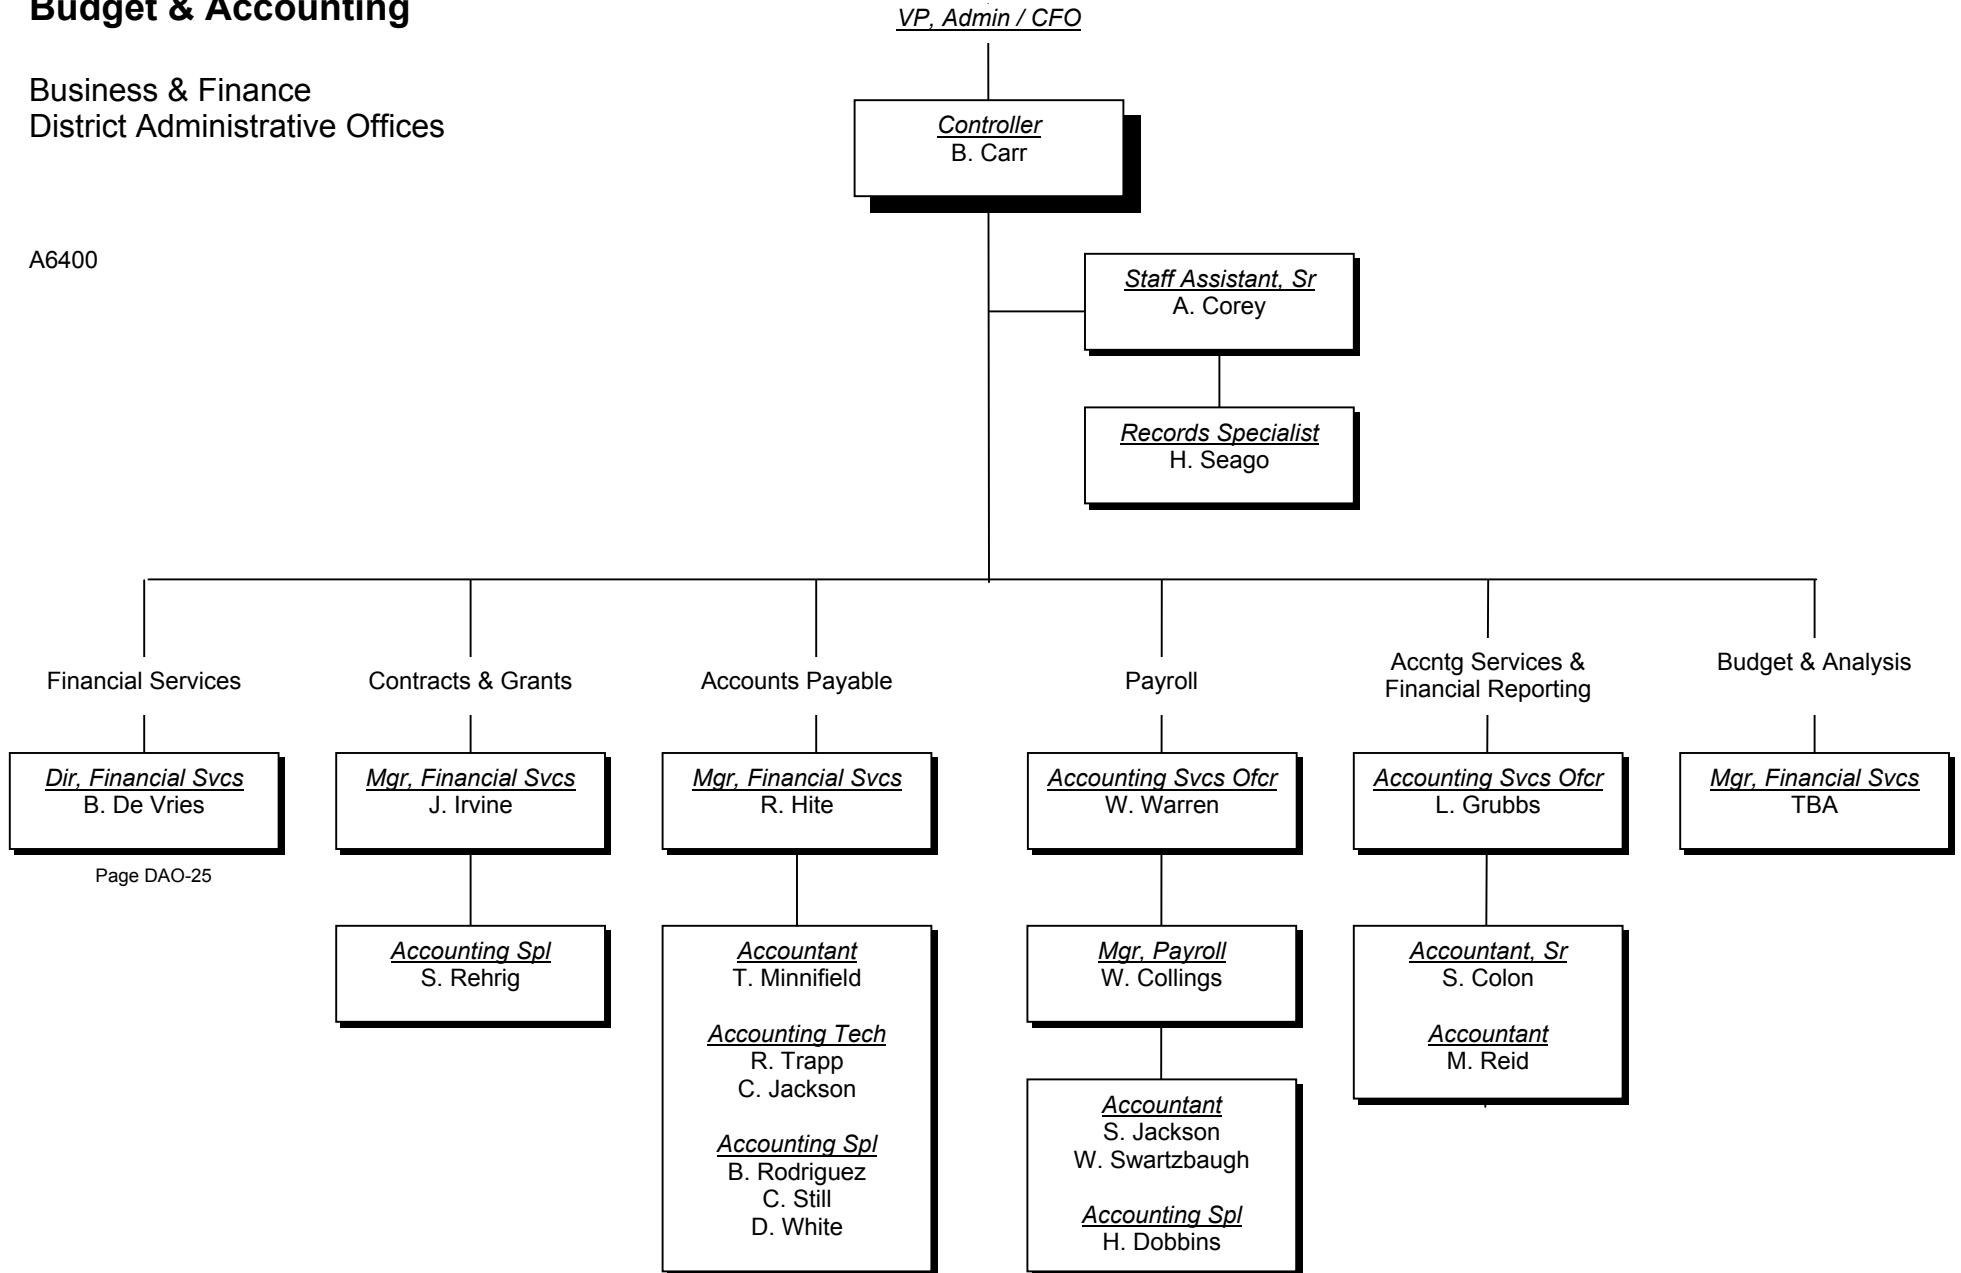 Budget & Accounting
VP, Admin / CFO
Business & Finance
District Administrative Offices
A6400
Controller
B. Carr
Staff Assistant, Sr
A. Corey
Records Specialist
H. Seago
Financial Services
Dir, Financial Svcs
B. De Vries
Page DAO-25
Contracts & Grants
Mgr, Financial Svcs
J. Irvine
Accounting Spl
S. Rehrig
Accounts Payable
Mgr, Financial Svcs
R. Hite
Accountant
T. Minnifield
Accounting Tech
R. Trapp
C. Jackson
Accounting Spl
B. Rodriguez
C. Still
D. White
Payroll
Accounting Svcs Ofcr
W. Warren
Mgr, Payroll
W. Collings
Accountant
S. Jackson
W. Swartzbaugh
Accounting Spl
H. Dobbins
Accntg Services &
Financial Reporting
Accounting Svcs Ofcr
L. Grubbs
Accountant, Sr
S. Colon
Accountant
M. Reid
Budget & Analysis
Mgr, Financial Svcs
TBA